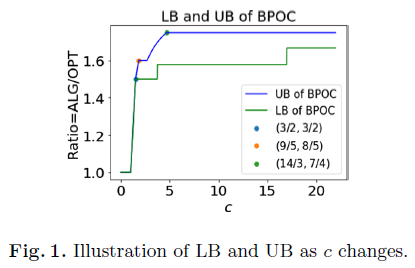 LB and UB of BPOC
Ratio=ALG/OPT
1.6
1.4
1.2
1.0
UB of BPOC
LB of BPOC
(3/2, 3/2)
(9/5, 8/5)
(14/3, 7/4)
0
5
10
15
20
c
Fig. 1. Illustration of LB and UB as c changes.